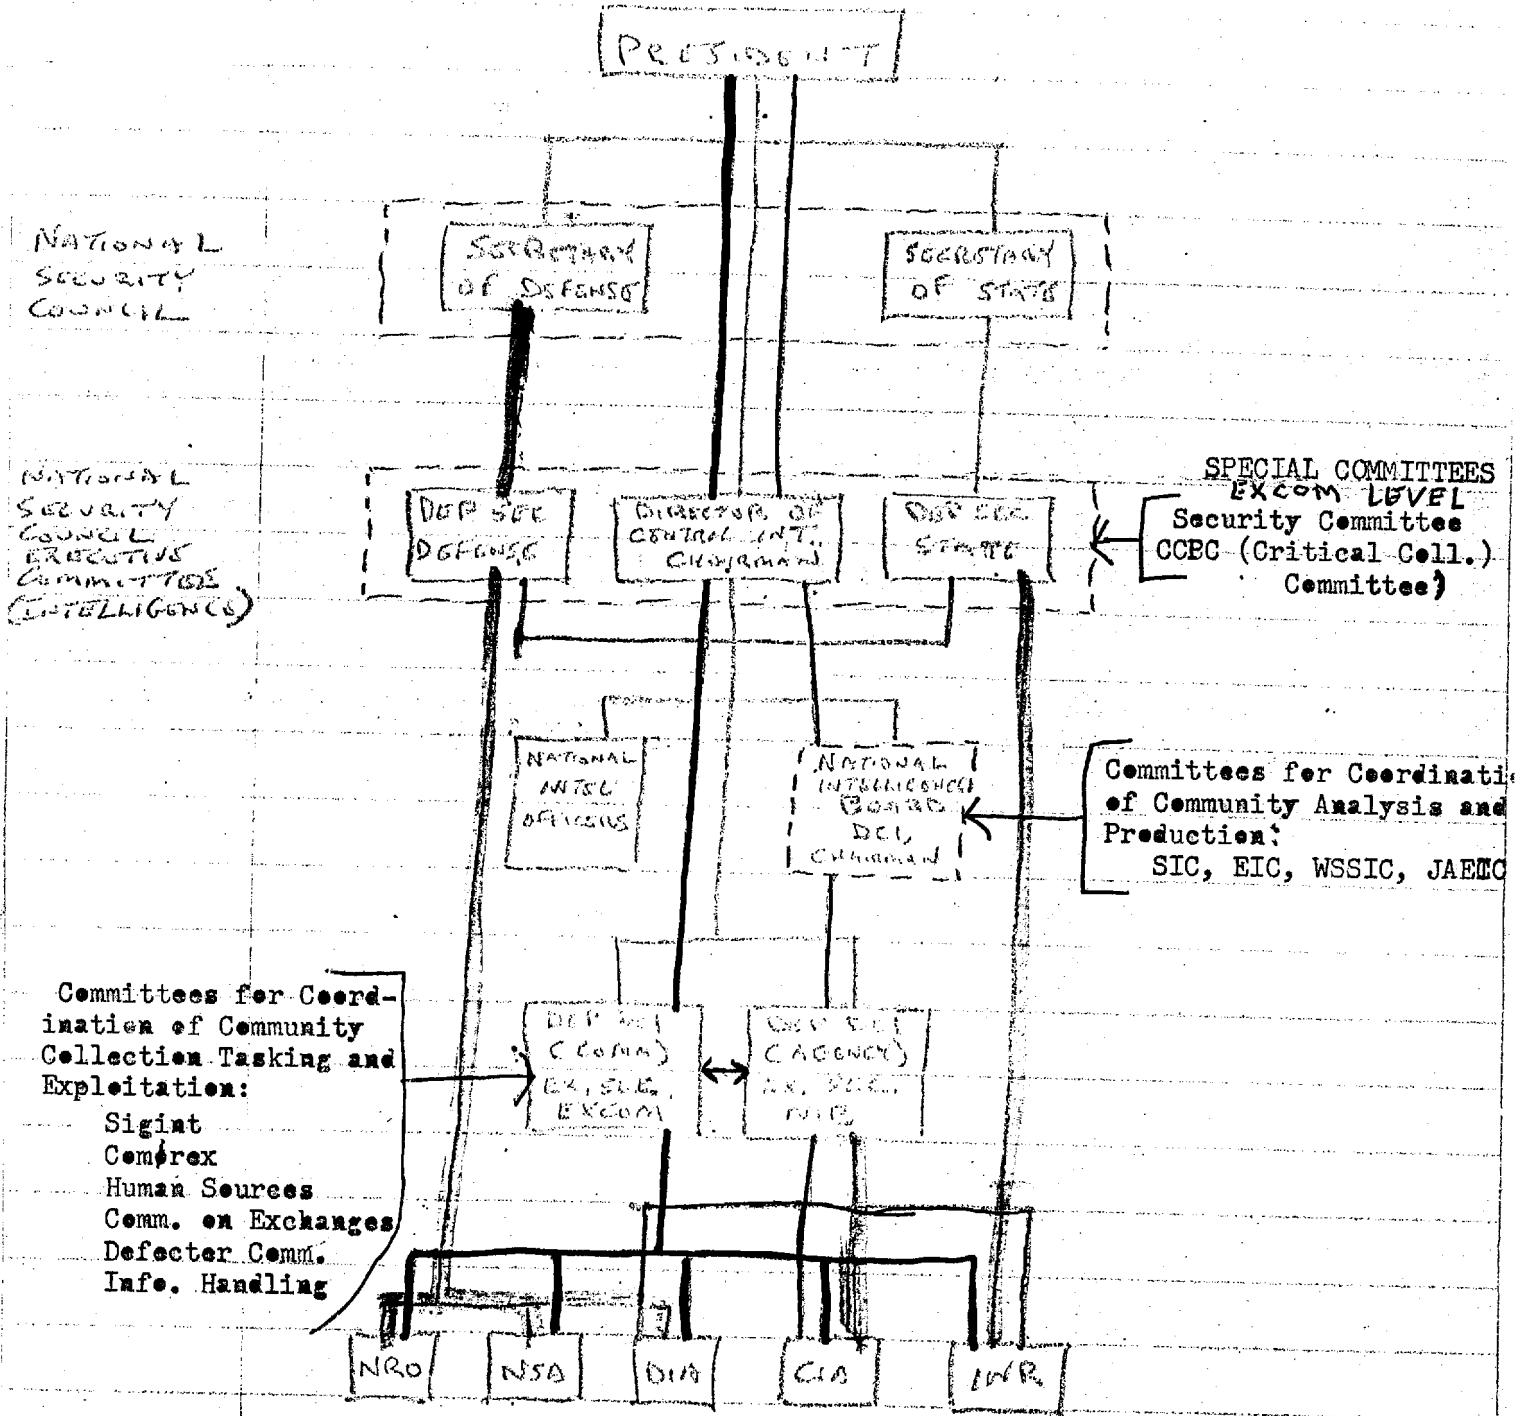 PRESIDENT
NATIONAL
SECURITY
COUNCIL
SECRETARY
OF DEFENSE
SECRETARY
OF STATE
NATIONAL
SECURITY
COUNCIL
EXECUTIVE
COMMITTEE
(INTELLIGENCE)
DEP SEC
DEFENSE
DIRECTOR OF
CENTRAL INT.,
CHAIRMAN
DEP SEC
STATE
SPECIAL COMMITTEES
EXCOM LEVEL
Security Committee
CCPC (Critical Coll.)
Committee)
NATIONAL
INTEL
OFFICERS
NATIONAL
INTELLIGENCE
BOARD
DCI,
CHAIRMAN
Committees for Coordinati
of Community Analysis and
Production:
SIC, EIC, WSSIC, JAEIC
Committees for Coord-
ination of Community
Collection Tasking and
Exploitation:
Sigint
Comirex
Human Sources
Comm. on Exchanges
Defector Comm.
Info. Handling
DEP DCI
(COMM)
EX. SEC.
EXCOM
DEP DCI
(AGENCY)
EX. SEC.,
NIB
NRO
NSA
DIA
CIA
INR